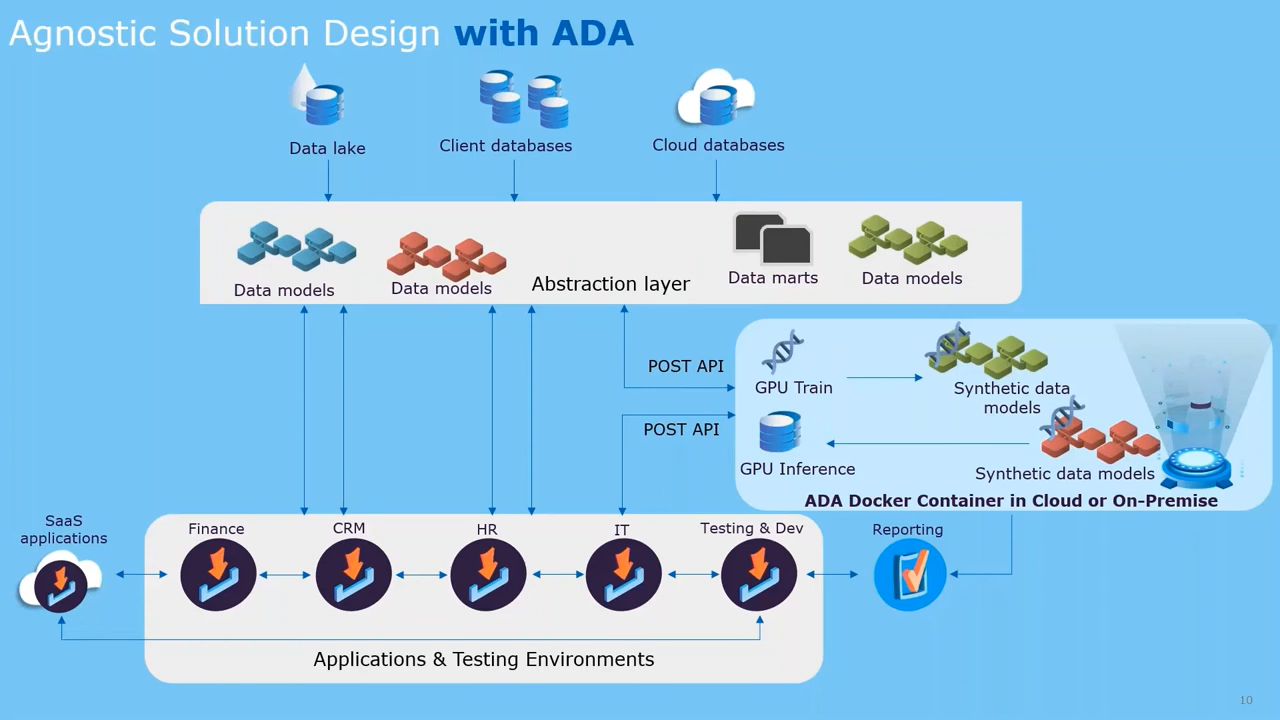 Agnostic Solution Design with ADA
Data lake
Client databases
Cloud databases
Data models
Data models
Abstraction layer
Data marts
Data models
POST API
POST API
GPU Train
Synthetic data
models
GPU Inference
Synthetic data models
ADA Docker Container in Cloud or On-Premise
SaaS
applications
Finance
CRM
HR
IT
Testing & Dev
Reporting
Applications & Testing Environments
10